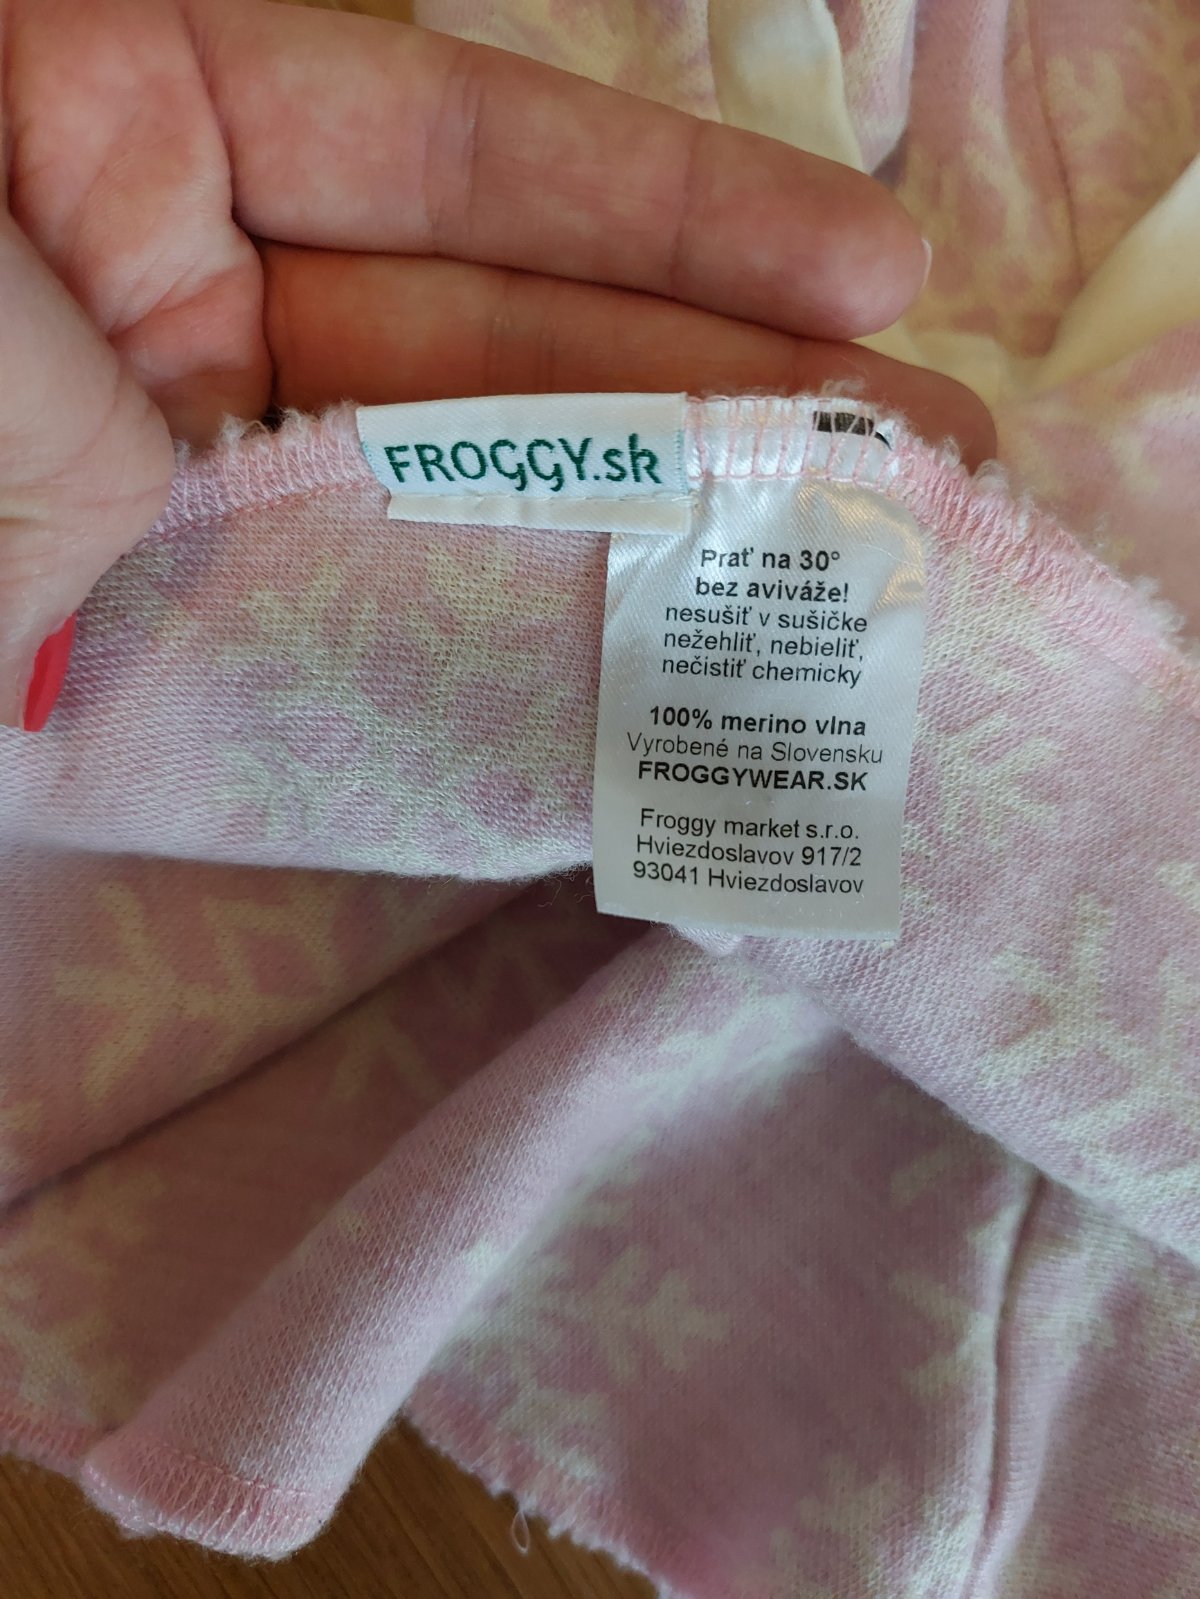 FROGGY.sk
Prať na 30°
bez aviváže!
nesušiť v sušičke
nežehliť, nebieliť,
nečistiť chemicky
100% merino vlna
Vyrobené na Slovensku
FROGGYWEAR.SK
Froggy market s.r.o.
Hviezdoslavov 917/2
93041 Hviezdoslavov